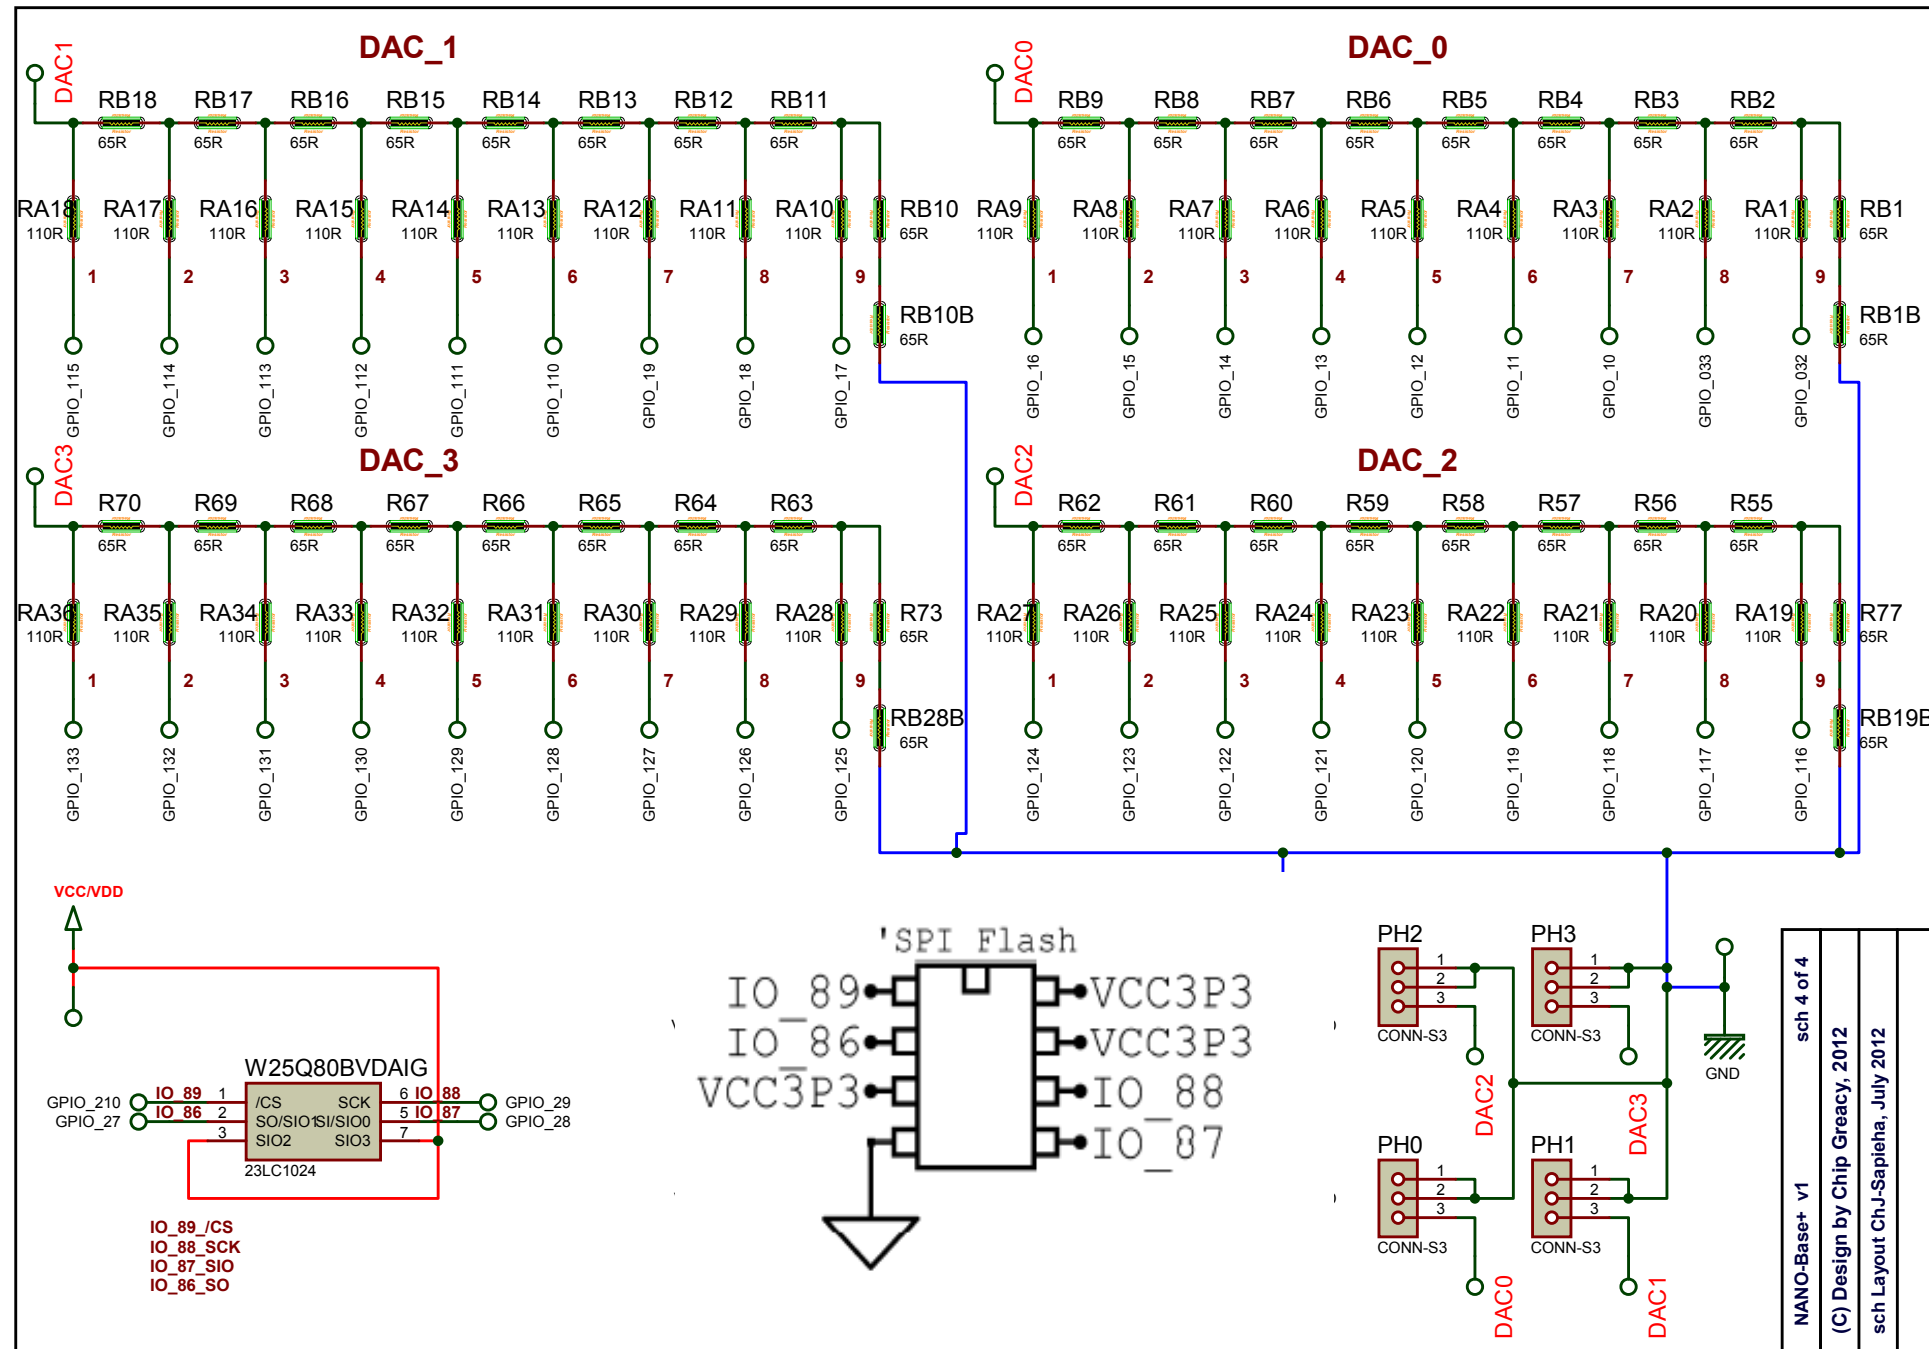 DAC_1
DAC1
RB18 RB17 RB16 RB15 RB14 RB13 RB12 RB11
65R 65R 65R 65R 65R 65R 65R 65R
RA18 RA17 RA16 RA15 RA14 RA13 RA12 RA11 RA10 RB10
110R 110R 110R 110R 110R 110R 110R 110R 110R 65R
1 2 3 4 5 6 7 8 9
RB10B
65R
GPIO_115 GPIO_114 GPIO_113 GPIO_112 GPIO_111 GPIO_110 GPIO_19 GPIO_18 GPIO_17
DAC_0
DAC0
RB9 RB8 RB7 RB6 RB5 RB4 RB3 RB2
65R 65R 65R 65R 65R 65R 65R 65R
RA9 RA8 RA7 RA6 RA5 RA4 RA3 RA2 RA1 RB1
110R 110R 110R 110R 110R 110R 110R 110R 110R 65R
1 2 3 4 5 6 7 8 9
RB1B
65R
GPIO_16 GPIO_15 GPIO_14 GPIO_13 GPIO_12 GPIO_11 GPIO_10 GPIO_033 GPIO_032
DAC_3
DAC3
R70 R69 R68 R67 R66 R65 R64 R63
65R 65R 65R 65R 65R 65R 65R 65R
RA36 RA35 RA34 RA33 RA32 RA31 RA30 RA29 RA28 R73
110R 110R 110R 110R 110R 110R 110R 110R 110R 65R
1 2 3 4 5 6 7 8 9
RB28B
65R
GPIO_133 GPIO_132 GPIO_131 GPIO_130 GPIO_129 GPIO_128 GPIO_127 GPIO_126 GPIO_125
DAC_2
DAC2
R62 R61 R60 R59 R58 R57 R56 R55
65R 65R 65R 65R 65R 65R 65R 65R
RA27 RA26 RA25 RA24 RA23 RA22 RA21 RA20 RA19 R77
110R 110R 110R 110R 110R 110R 110R 110R 110R 65R
1 2 3 4 5 6 7 8 9
RB19B
65R
GPIO_124 GPIO_123 GPIO_122 GPIO_121 GPIO_120 GPIO_119 GPIO_118 GPIO_117 GPIO_116
VCC/VDD
W25Q80BVDAIG
GPIO_210 IO_89 1 /CS SCK 6 IO_88 GPIO_29
GPIO_27 IO_86 2 SO/SIO1 SI/SIO0 5 IO_87 GPIO_28
3 SIO2 SIO3 7
23LC1024
IO_89_/CS
IO_88_SCK
IO_87_SIO
IO_86_SO
'SPI Flash
IO_89 VCC3P3
IO_86 VCC3P3
VCC3P3 IO_88
IO_87
PH2
1
2
3
CONN-S3
DAC2
PH3
1
2
3
CONN-S3
DAC3
GND
PH0
1
2
3
CONN-S3
DAC0
PH1
1
2
3
CONN-S3
DAC1
NANO-Base+ v1 sch 4 of 4
(C) Design by Chip Greacy, 2012
sch Layout ChJ-Sapieha, July 2012